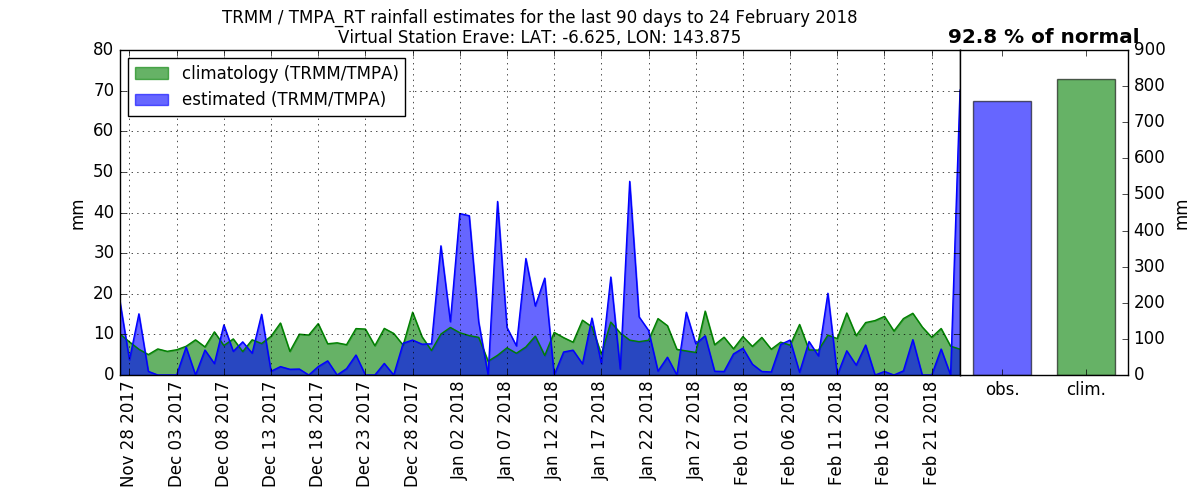 TRMM / TMPA_RT rainfall estimates for the last 90 days to 24 February 2018
Virtual Station Erave: LAT: -6.625, LON: 143.875
92.8 % of normal
climatology (TRMM/TMPA)
estimated (TRMM/TMPA)
mm
80
70
60
50
40
30
20
10
0
Nov 28 2017
Dec 03 2017
Dec 08 2017
Dec 13 2017
Dec 18 2017
Dec 23 2017
Dec 28 2017
Jan 02 2018
Jan 07 2018
Jan 12 2018
Jan 17 2018
Jan 22 2018
Jan 27 2018
Feb 01 2018
Feb 06 2018
Feb 11 2018
Feb 16 2018
Feb 21 2018
obs.
clim.
900
800
700
600
500
400
300
200
100
0
mm